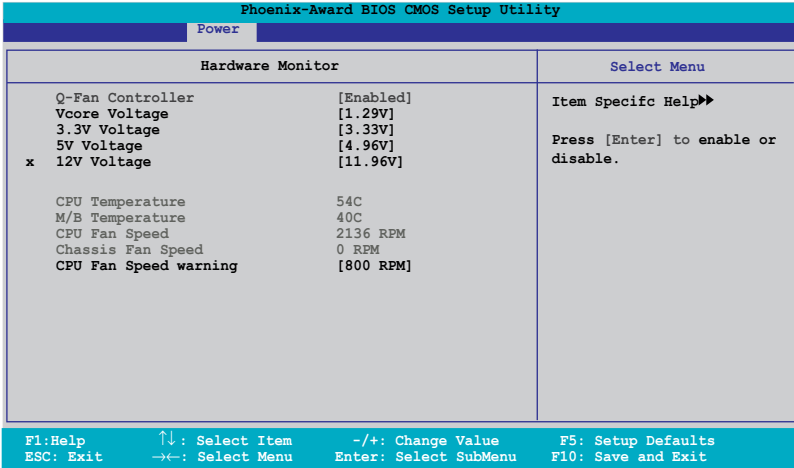 Phoenix-Award BIOS CMOS Setup Utility
Power
Hardware Monitor
Select Menu
Q-Fan Controller [Enabled]
Vcore Voltage [1.29V]
3.3V Voltage [3.33V]
5V Voltage [4.96V]
x 12V Voltage [11.96V]
CPU Temperature 54C
M/B Temperature 40C
CPU Fan Speed 2136 RPM
Chassis Fan Speed 0 RPM
CPU Fan Speed warning [800 RPM]
Item Specifc Help
Press [Enter] to enable or
disable.
F1:Help ↑↓: Select Item -/+: Change Value F5: Setup Defaults
ESC: Exit →←: Select Menu Enter: Select SubMenu F10: Save and Exit